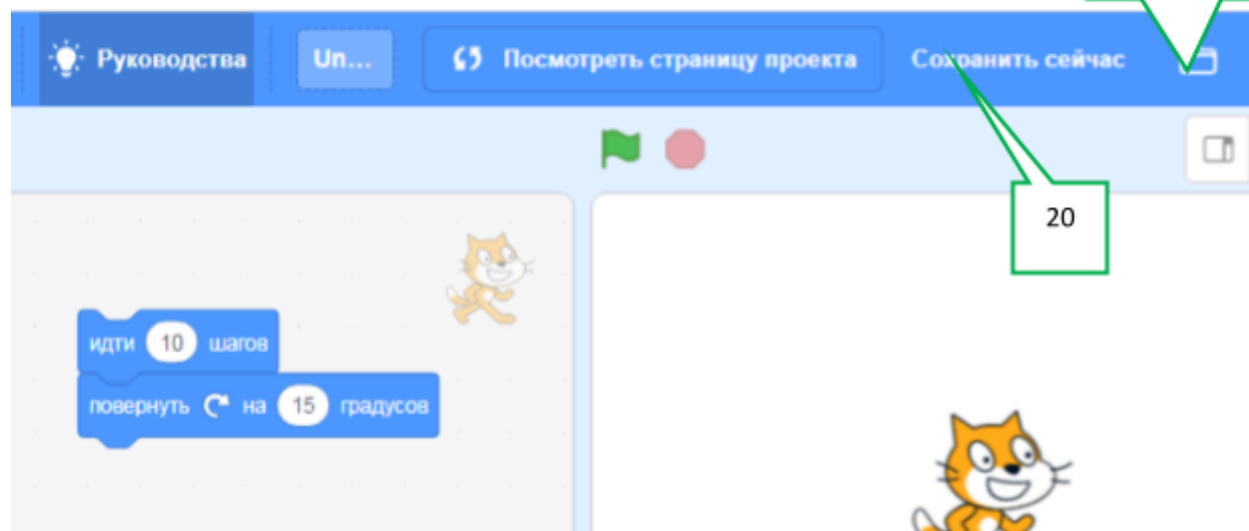 Руководства Un... Посмотреть страницу проекта Сохранить сейчас
20
идти 10 шагов
повернуть на 15 градусов